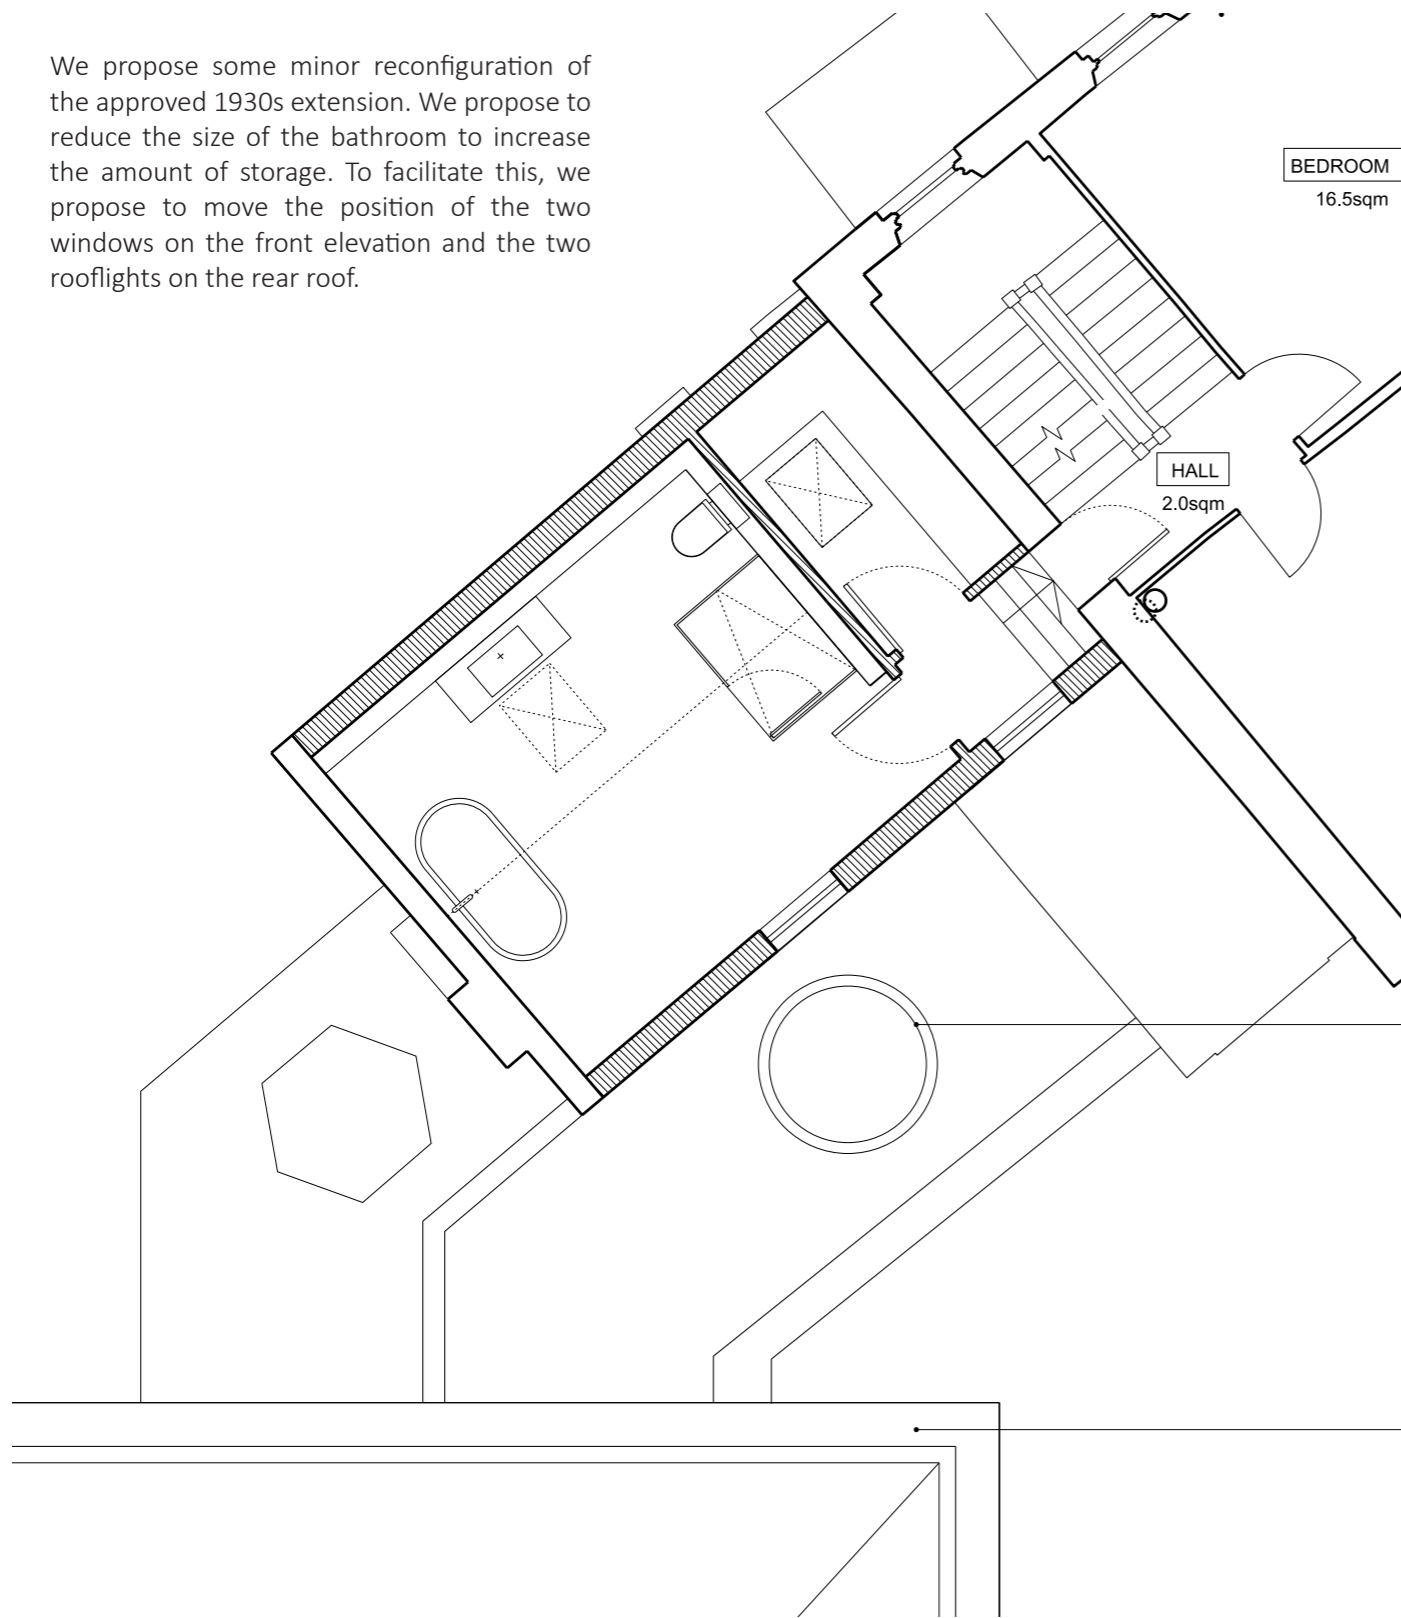 We propose some minor reconfiguration of
the approved 1930s extension. We propose to
reduce the size of the bathroom to increase
the amount of storage. To facilitate this, we
propose to move the position of the two
windows on the front elevation and the two
rooflights on the rear roof.
BEDROOM
16.5sqm
HALL
2.0sqm